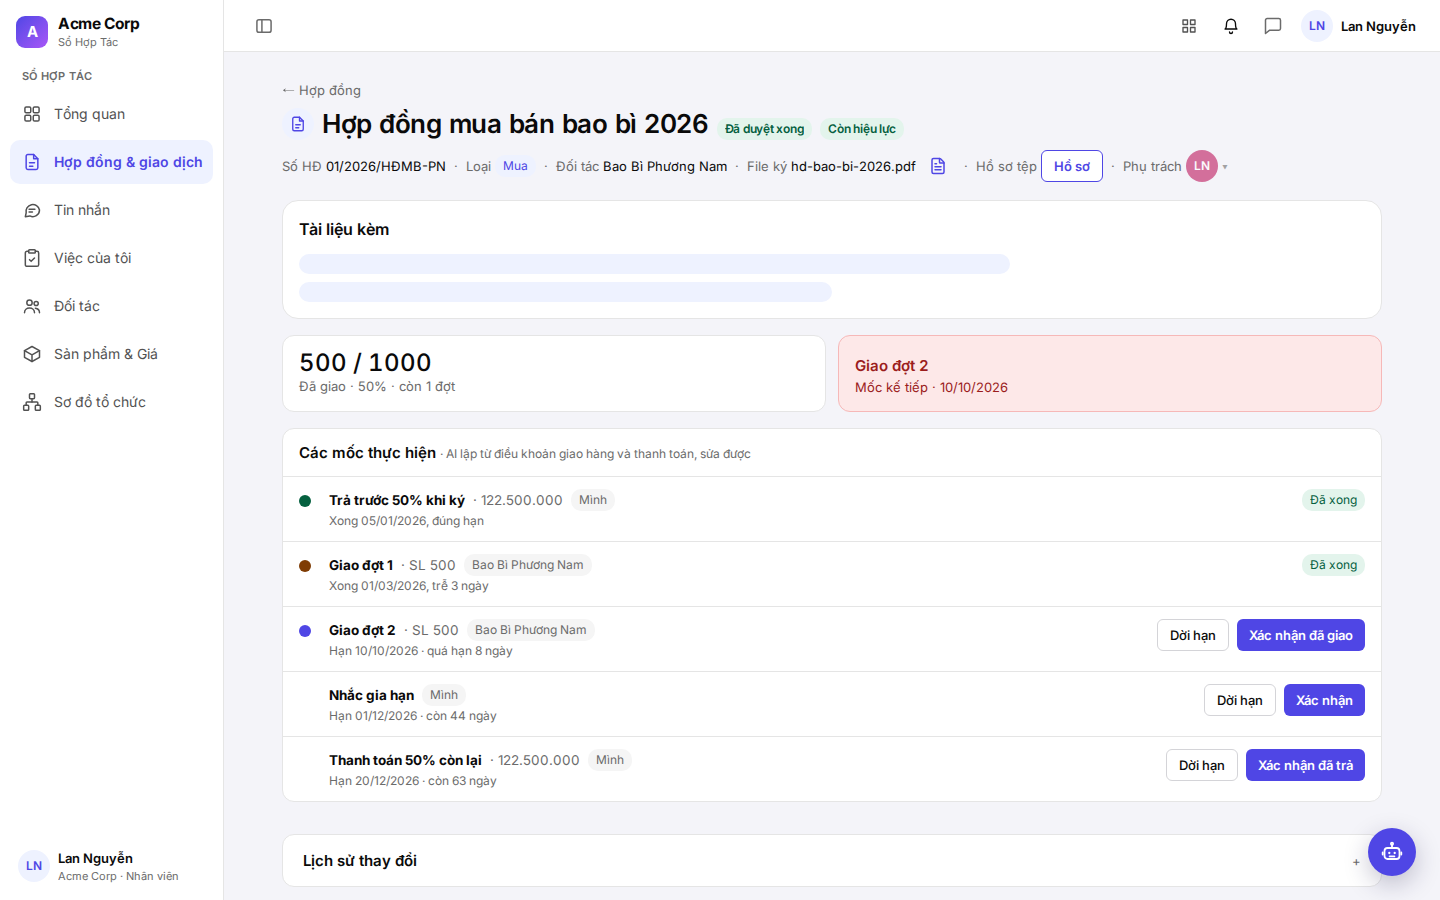 A
Acme Corp
Sổ Hợp Tác
SỔ HỢP TÁC
Tổng quan
Hợp đồng & giao dịch
Tin nhắn
Việc của tôi
Đối tác
Sản phẩm & Giá
Sơ đồ tổ chức
LN
Lan Nguyễn
Acme Corp · Nhân viên
LN Lan Nguyễn
← Hợp đồng
Hợp đồng mua bán bao bì 2026 Đã duyệt xong Còn hiệu lực
Số HĐ 01/2026/HĐMB-PN · Loại Mua · Đối tác Bao Bì Phương Nam · File ký hd-bao-bi-2026.pdf · Hồ sơ tệp Hồ sơ · Phụ trách LN
Tài liệu kèm
500 / 1000
Đã giao · 50% · còn 1 đợt
Giao đợt 2
Mốc kế tiếp · 10/10/2026
Các mốc thực hiện · AI lập từ điều khoản giao hàng và thanh toán, sửa được
Trả trước 50% khi ký · 122.500.000 Mình Đã xong
Xong 05/01/2026, đúng hạn
Giao đợt 1 · SL 500 Bao Bì Phương Nam Đã xong
Xong 01/03/2026, trễ 3 ngày
Giao đợt 2 · SL 500 Bao Bì Phương Nam Dời hạn Xác nhận đã giao
Hạn 10/10/2026 · quá hạn 8 ngày
Nhắc gia hạn Mình Dời hạn Xác nhận
Hạn 01/12/2026 · còn 44 ngày
Thanh toán 50% còn lại · 122.500.000 Mình Dời hạn Xác nhận đã trả
Hạn 20/12/2026 · còn 63 ngày
Lịch sử thay đổi +